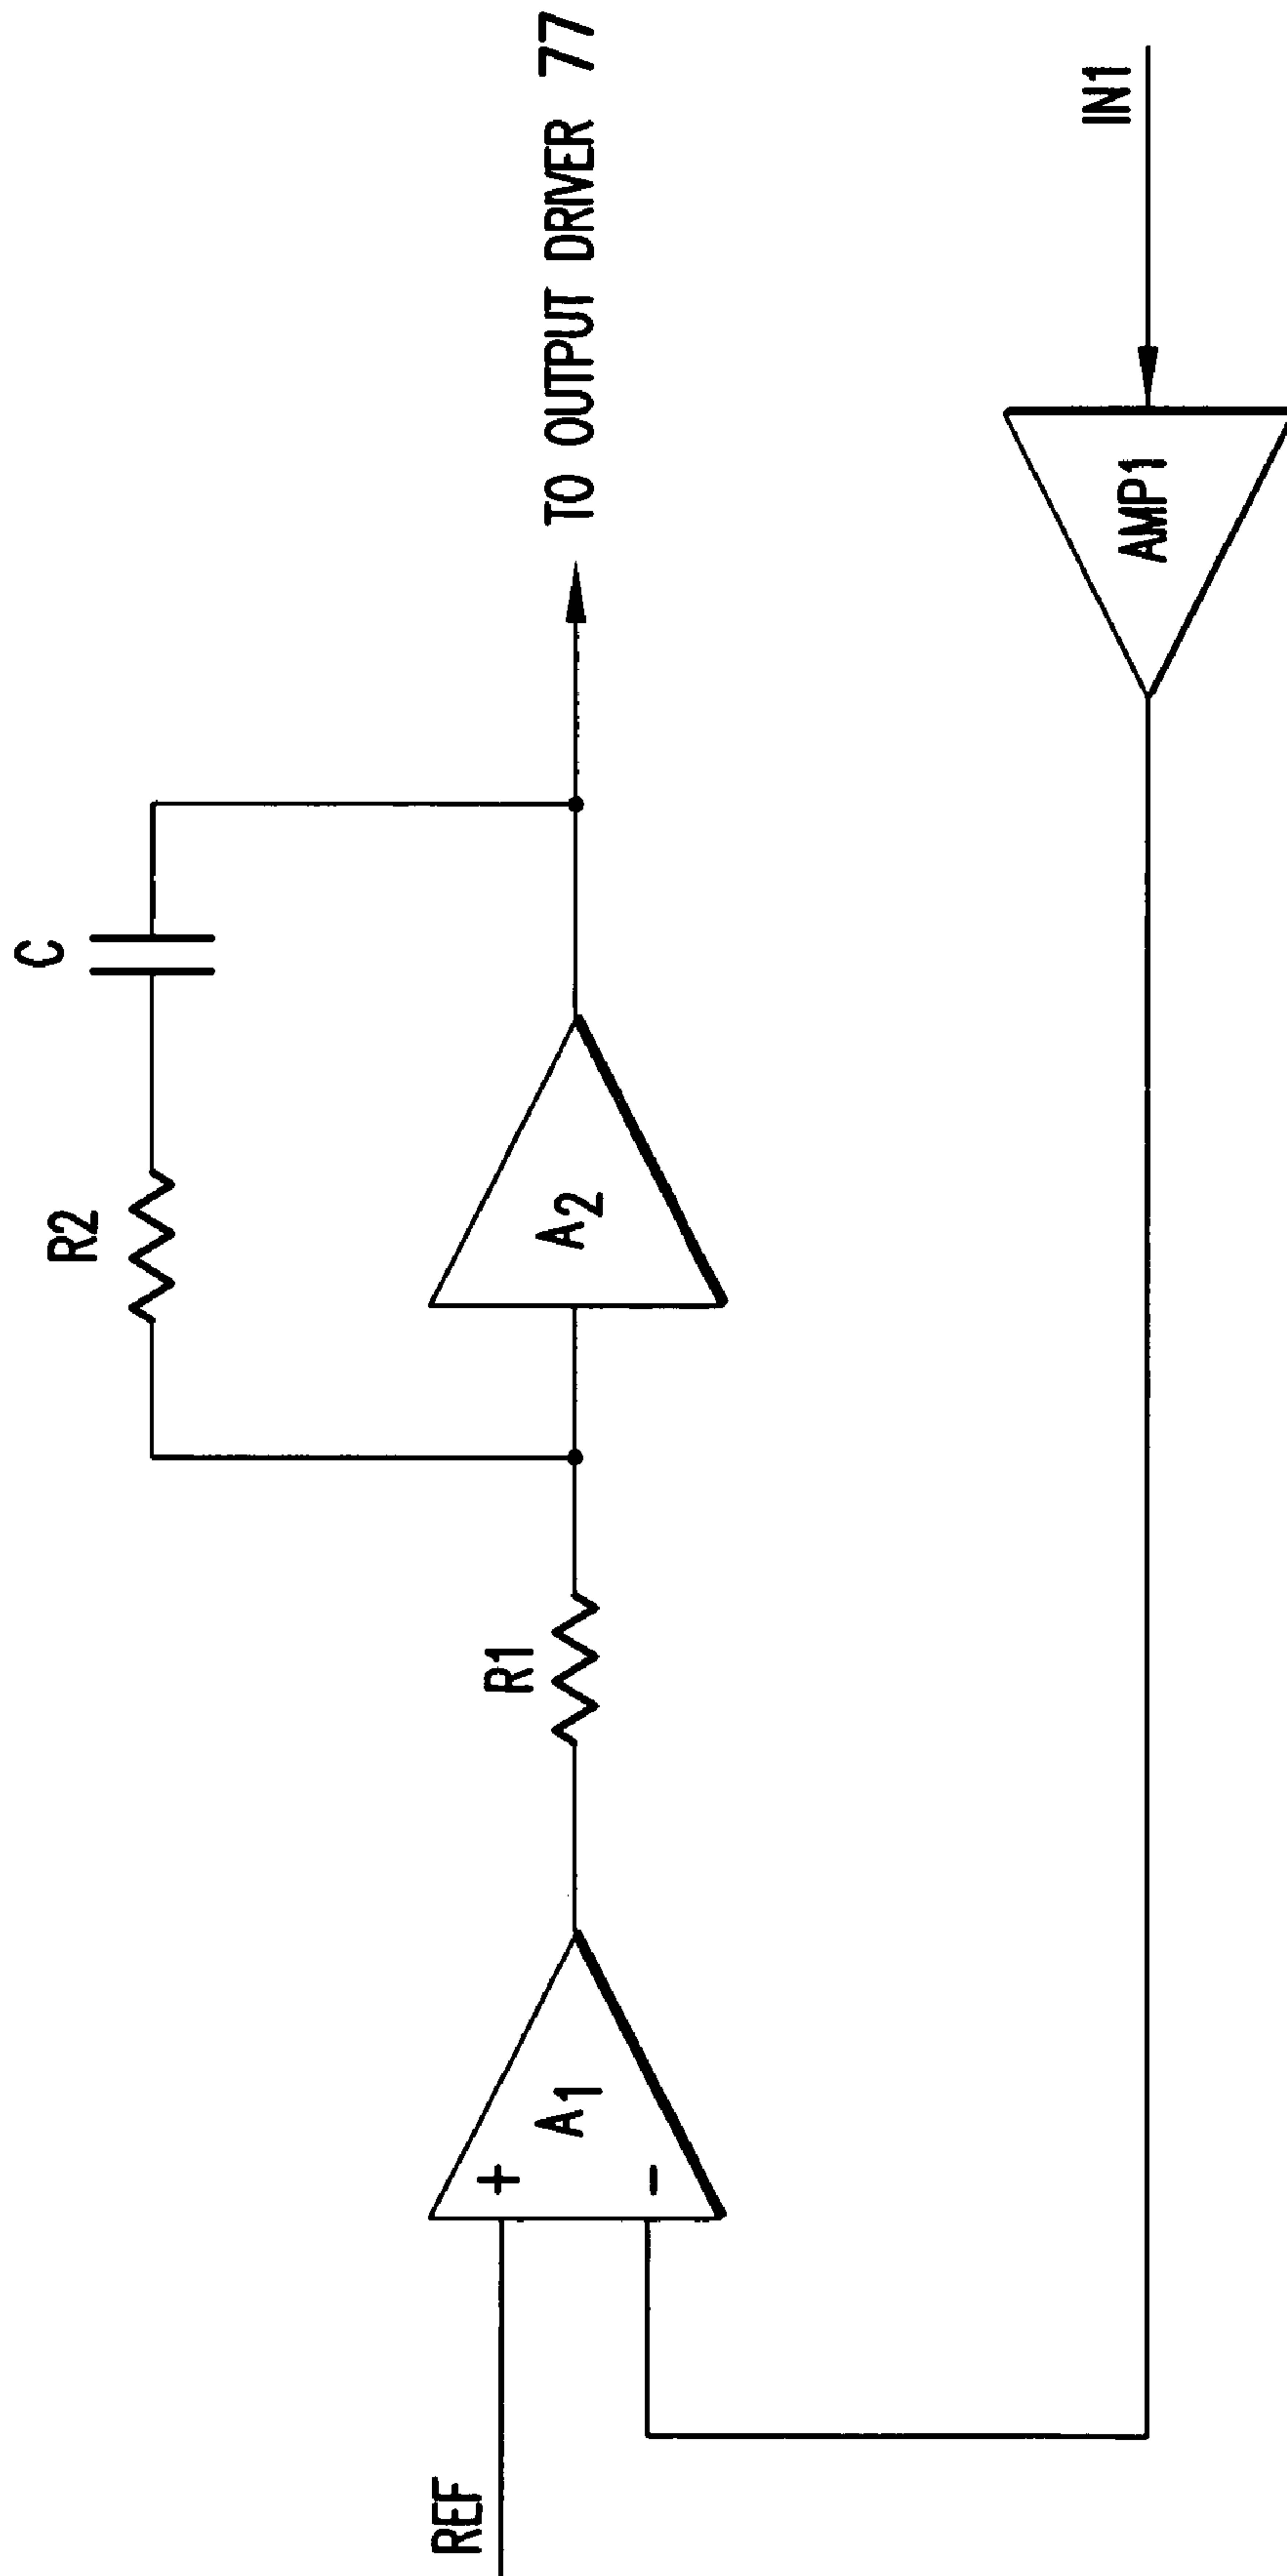 C
R2
TO OUTPUT DRIVER 77
R1
A2
A1
+
-
REF
IN1
AMP1